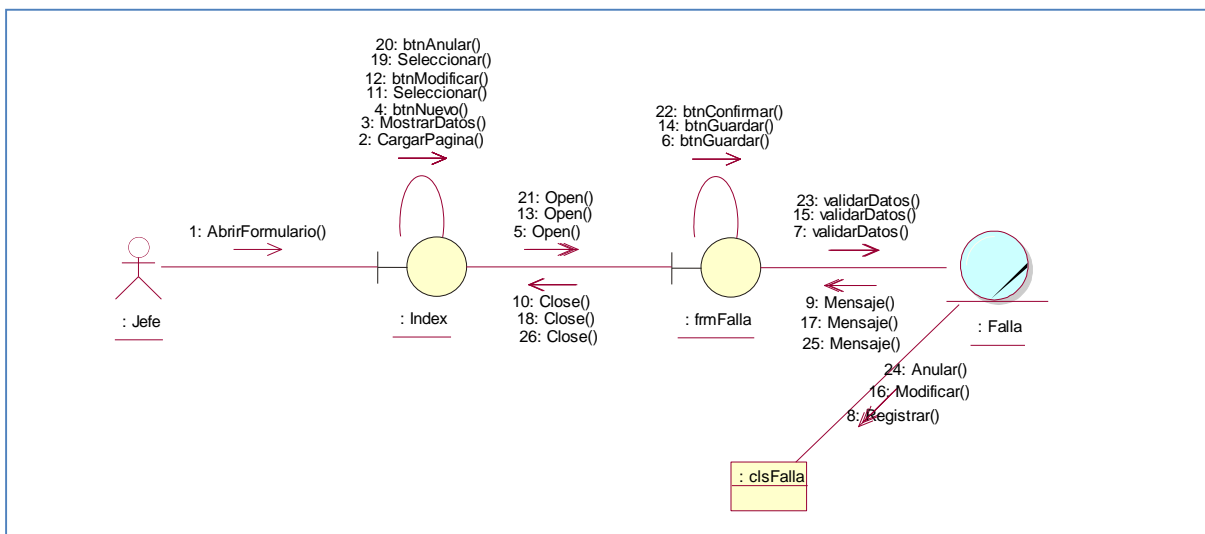 20: btnAnular()
19: Seleccionar()
12: btnModificar()
11: Seleccionar()
4: btnNuevo()
3: MostrarDatos()
2: CargarPagina()
22: btnConfirmar()
14: btnGuardar()
6: btnGuardar()
1: AbrirFormulario()
21: Open()
13: Open()
5: Open()
23: validarDatos()
15: validarDatos()
7: validarDatos()
10: Close()
18: Close()
26: Close()
9: Mensaje()
17: Mensaje()
25: Mensaje()
: Jefe
: Index
: frmFalla
: Falla
24: Anular()
16: Modificar()
8: Registrar()
: clsFalla